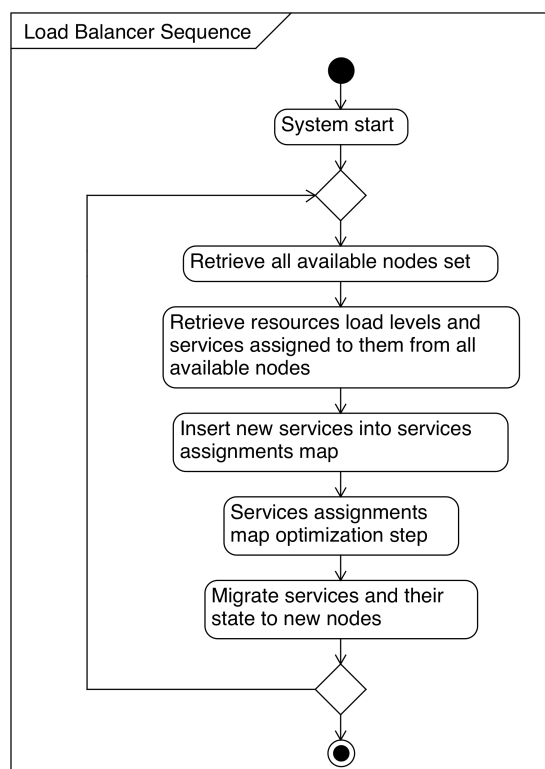 Load Balancer Sequence
System start
Retrieve all available nodes set
Retrieve resources load levels and
services assigned to them from all
available nodes
Insert new services into services
assignments map
Services assignments
map optimization step
Migrate services and their
state to new nodes